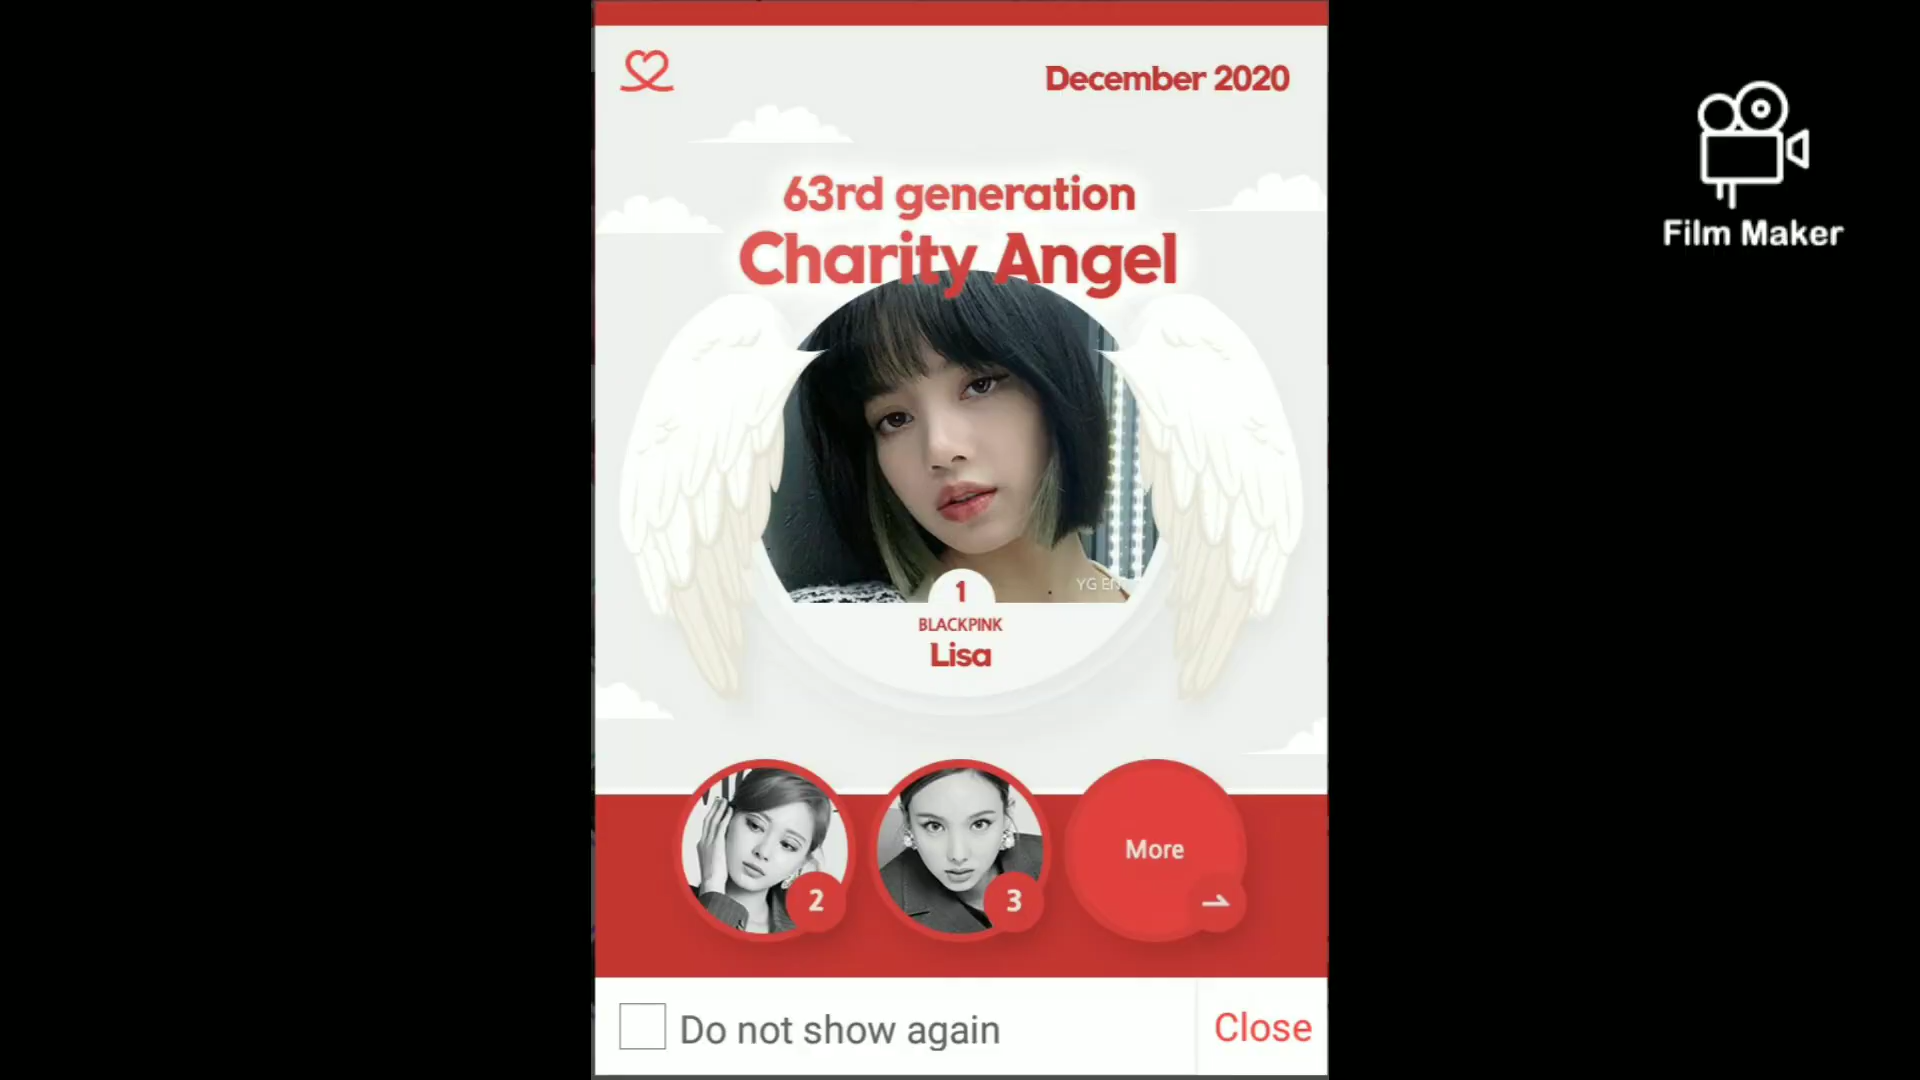 December 2020
Film Maker
63rd generation
Charity Angel
YG
1
BLACKPINK
Lisa
2
3
More
Do not show again
Close